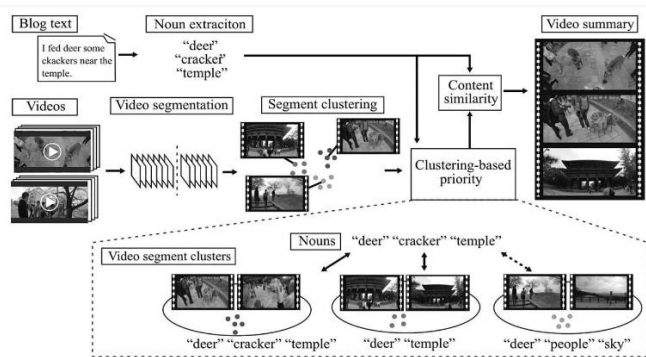 Blog text
Noun extraciton
Video summary
I fed deer some
ckackers near the
temple.
“deer”
“cracker”
“temple”
Content
similarity
Videos
Video segmentation
Segment clustering
Clustering-based
priority
Nouns
“deer” “cracker” “temple”
Video segment clusters
“deer” “cracker” “temple”
“deer” “temple”
“deer” “people” “sky”